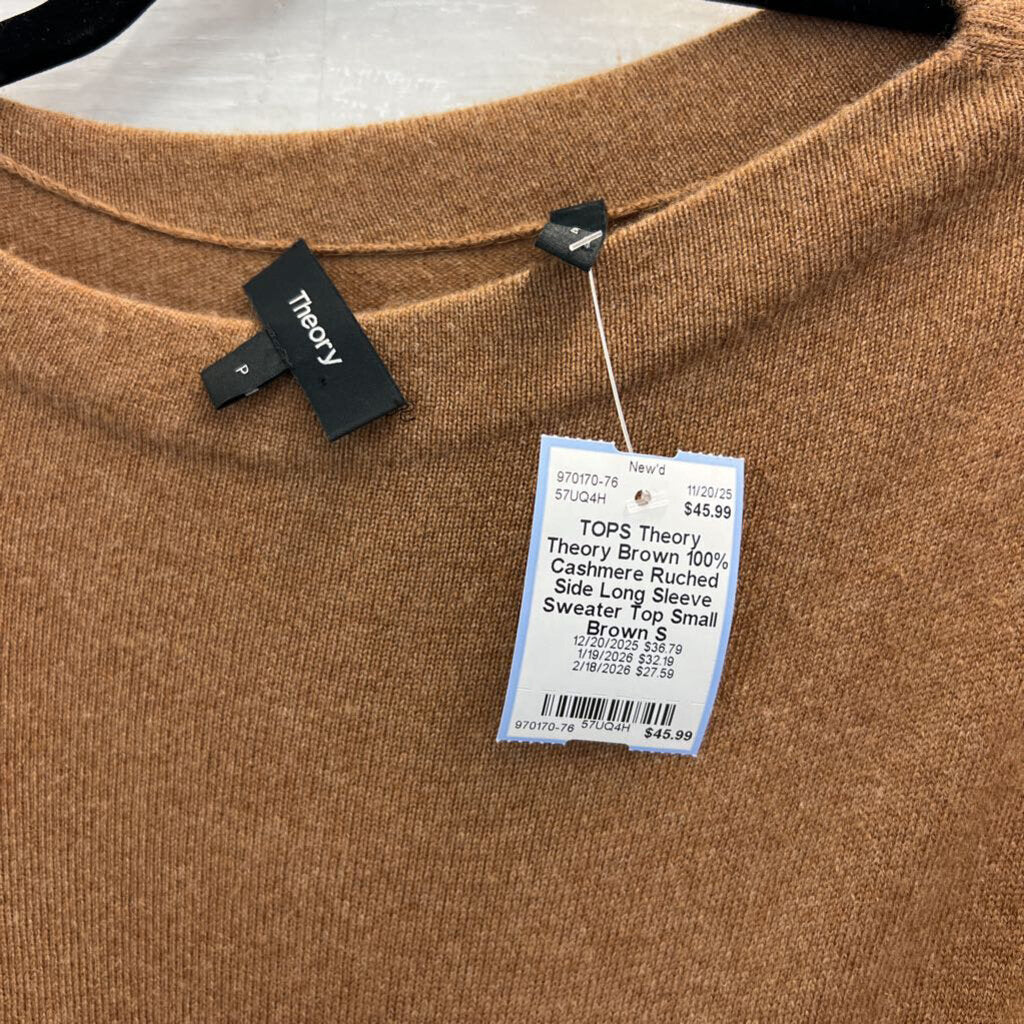 Theory
P
New'd
970170-76
57UQ4H
11/20/25
$45.99
TOPS Theory
Theory Brown 100%
Cashmere Ruched
Side Long Sleeve
Sweater Top Small
Brown S
12/20/2025 $36.79
1/19/2026 $32.19
2/18/2026 $27.59
970170-76 57UQ4H $45.99